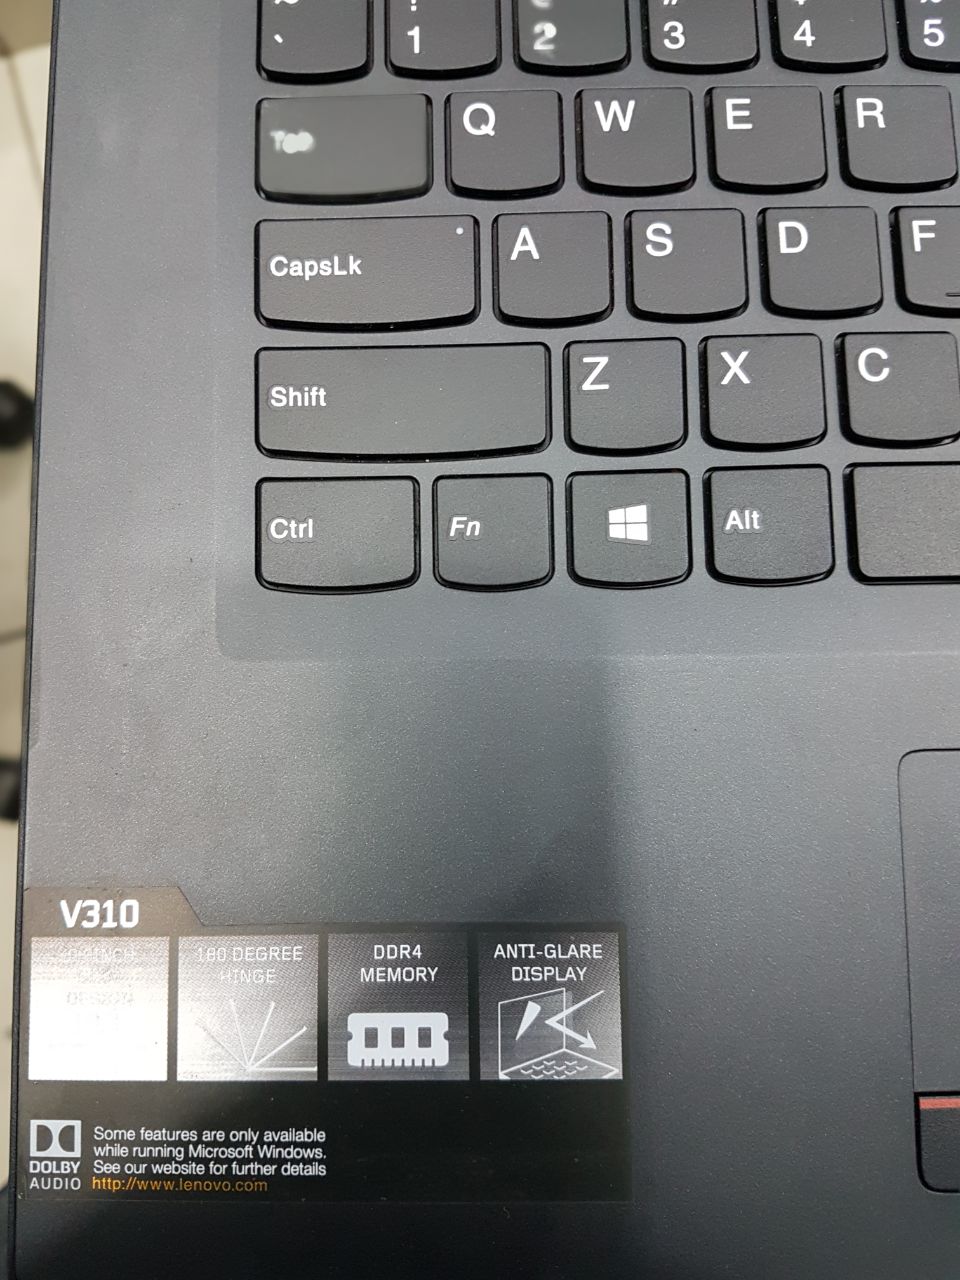 ~ ! # $ %
` 1 2 3 4 5
Q W E R
CapsLk A S D F
Shift Z X C
Ctrl Fn Alt
V310
180 DEGREE
HINGE
DDR4
MEMORY
ANTI-GLARE
DISPLAY
Some features are only available
while running Microsoft Windows.
See our website for further details
http://www.lenovo.com
DOLBY
AUDIO